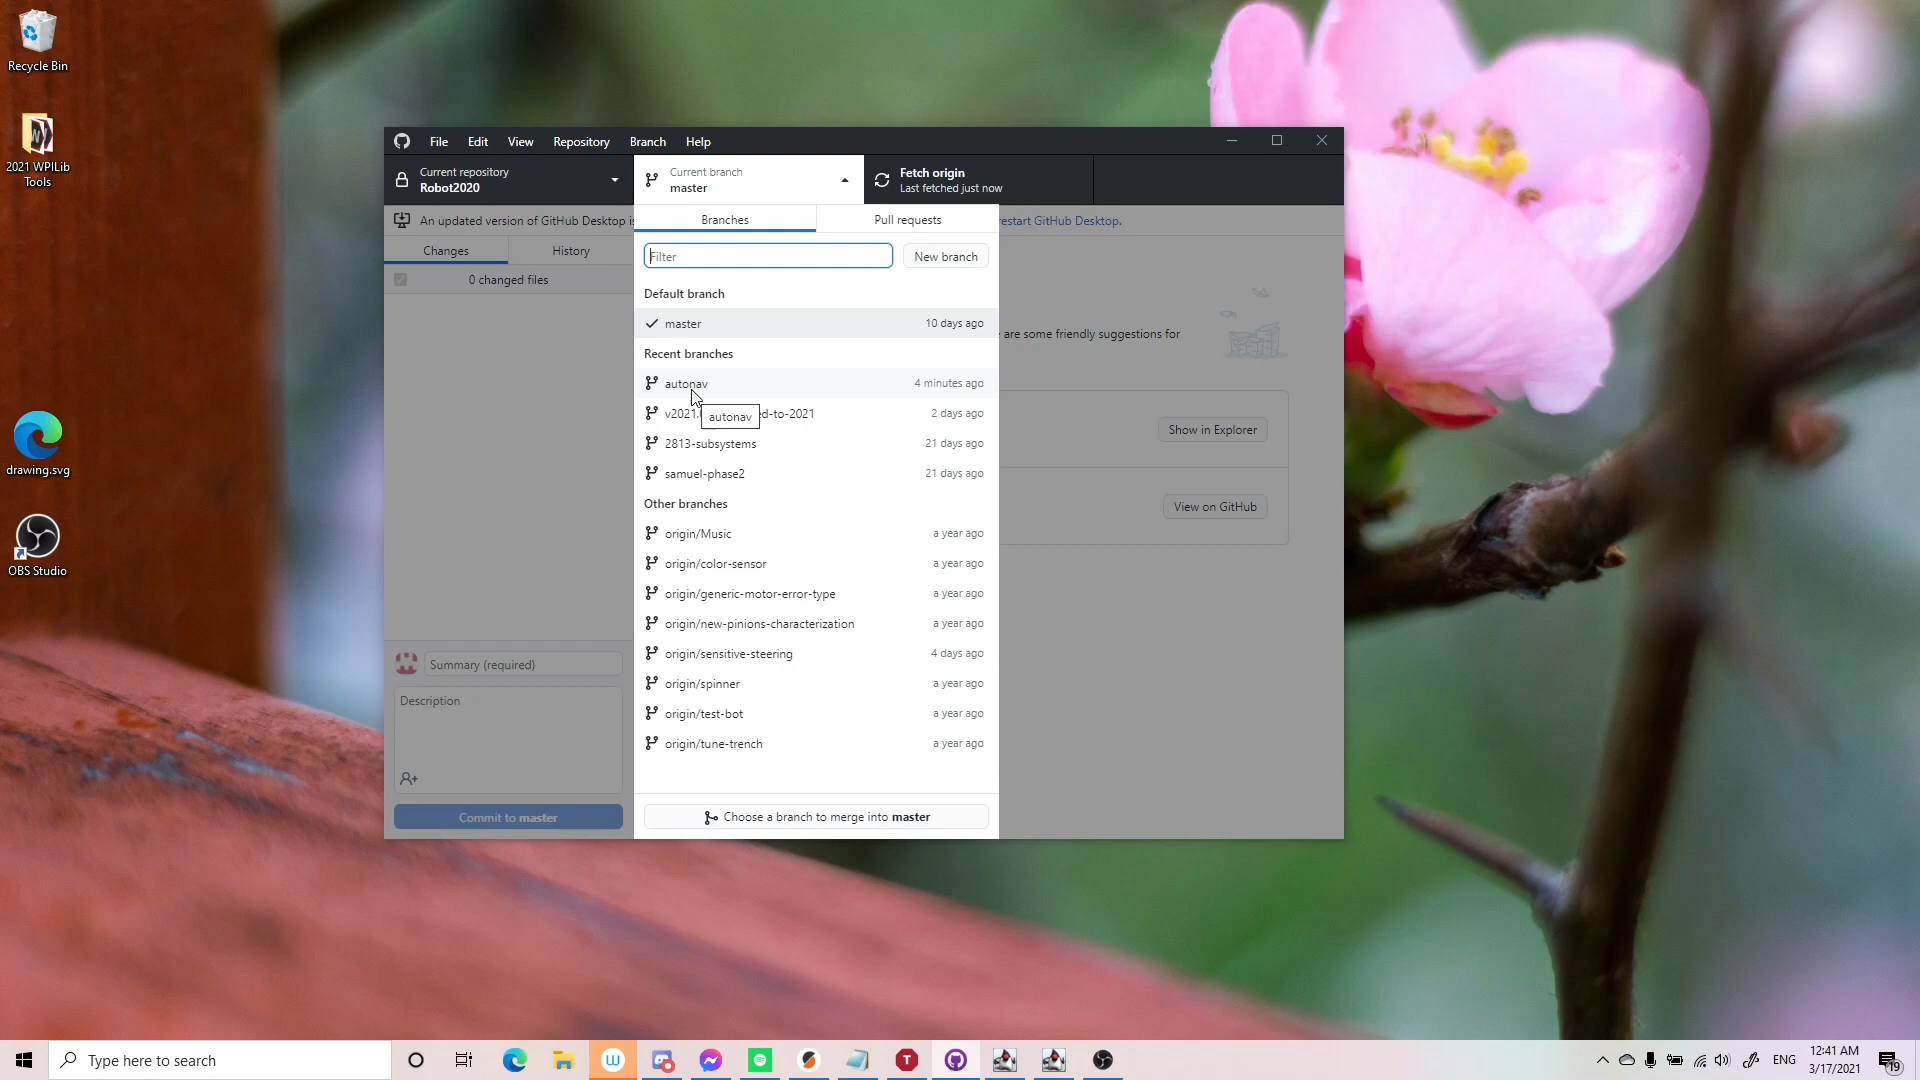 Recycle Bin
2021 WPILib
Tools
drawing.svg
OBS Studio
File Edit View Repository Branch Help
Current repository
Robot2020
Current branch
master
Fetch origin
Last fetched just now
An updated version of GitHub Desktop is
restart GitHub Desktop.
Changes History
0 changed files
Branches Pull requests
Filter
New branch
Default branch
master 10 days ago
Recent branches
autonav 4 minutes ago
autonav
v2021. ed-to-2021 2 days ago
2813-subsystems 21 days ago
samuel-phase2 21 days ago
Other branches
origin/Music a year ago
origin/color-sensor a year ago
origin/generic-motor-error-type a year ago
origin/new-pinions-characterization a year ago
origin/sensitive-steering 4 days ago
origin/spinner a year ago
origin/test-bot a year ago
origin/tune-trench a year ago
Choose a branch to merge into master
are some friendly suggestions for
Show in Explorer
View on GitHub
Summary (required)
Description
Commit to master
Type here to search
ENG
12:41 AM
3/17/2021
19